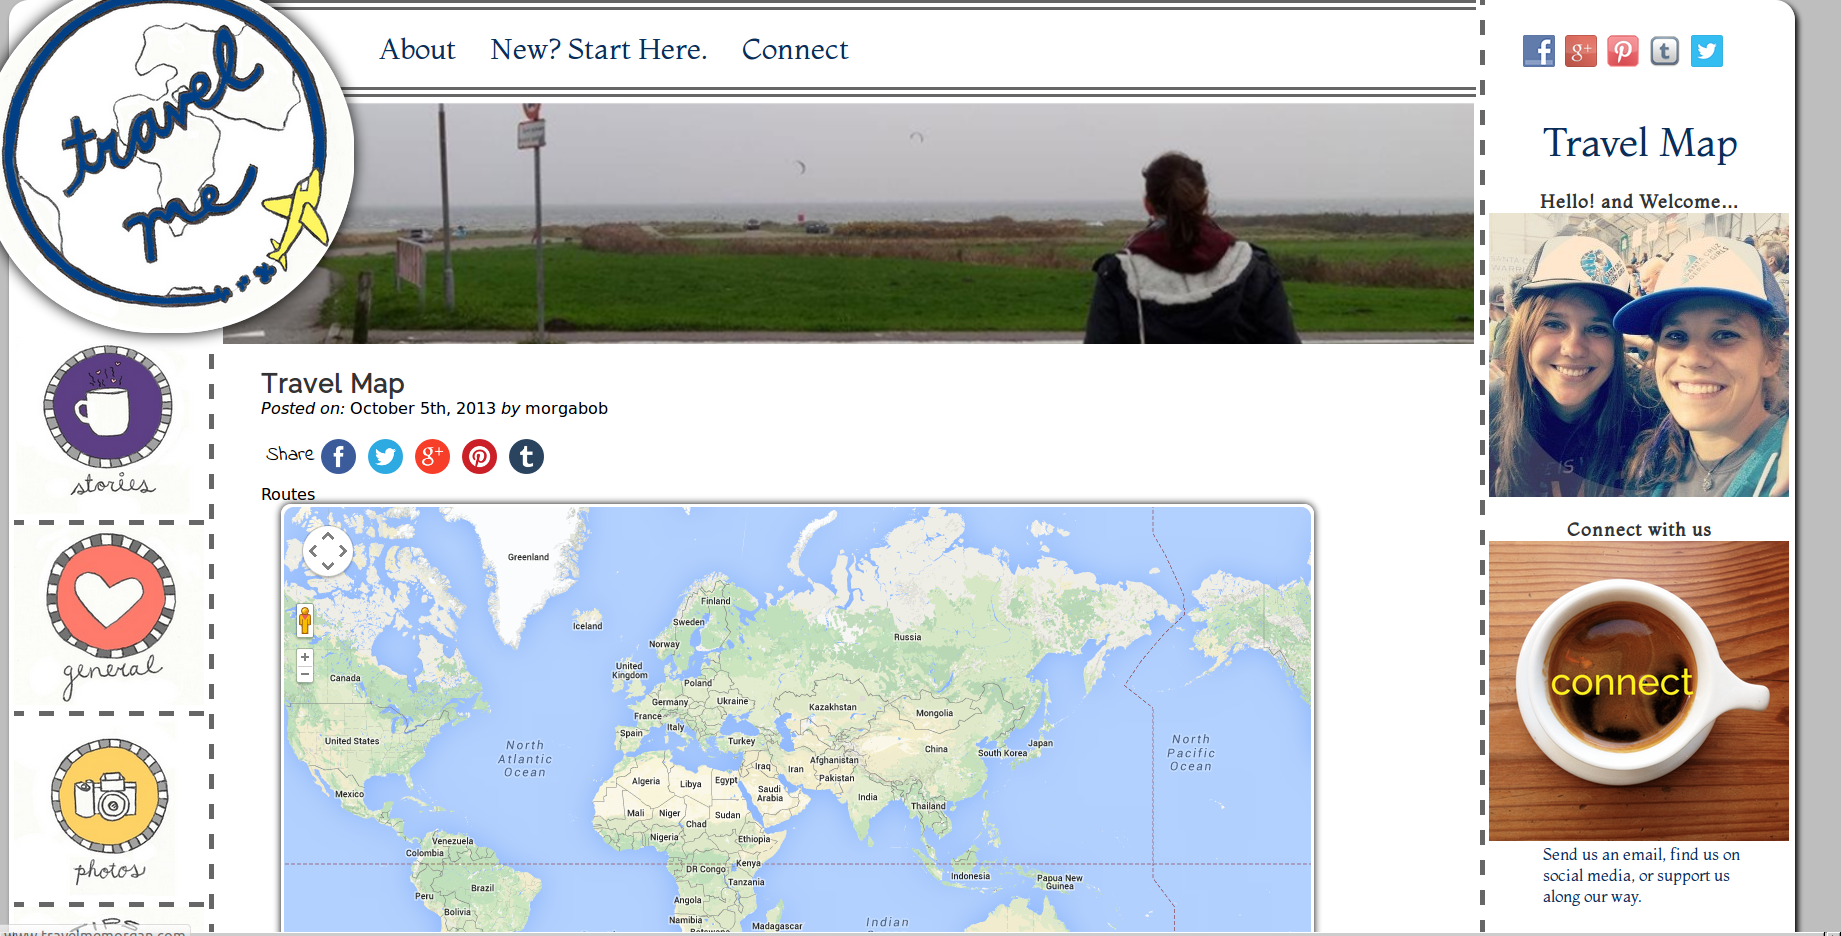 travel
me
About New? Start Here. Connect
stories
general
photos
TIPS
www.travelmemorgan.com
Travel Map
Posted on: October 5th, 2013 by morgabob
Share
Routes
Greenland
Iceland
Finland
Sweden
Norway
Russia
United
Kingdom
Canada
Poland
Germany
Ukraine
Kazakhstan
France
Mongolia
Italy
Spain
United States
Turkey
China
South Korea
Japan
North
Atlantic
Ocean
North
Pacific
Ocean
Afghanistan
Iraq
Iran
Pakistan
Algeria
Libya
Egypt
Saudi
Arabia
Mexico
India
Thailand
Mali
Niger
Sudan
Chad
Nigeria
Ethiopia
Venezuela
Colombia
Kenya
DR Congo
Indonesia
Papua New
Guinea
Tanzania
Brazil
Peru
Angola
Bolivia
Namibia
Madagascar
Botswana
Indian
Travel Map
Hello! and Welcome...
Connect with us
connect
Send us an email, find us on
social media, or support us
along our way.